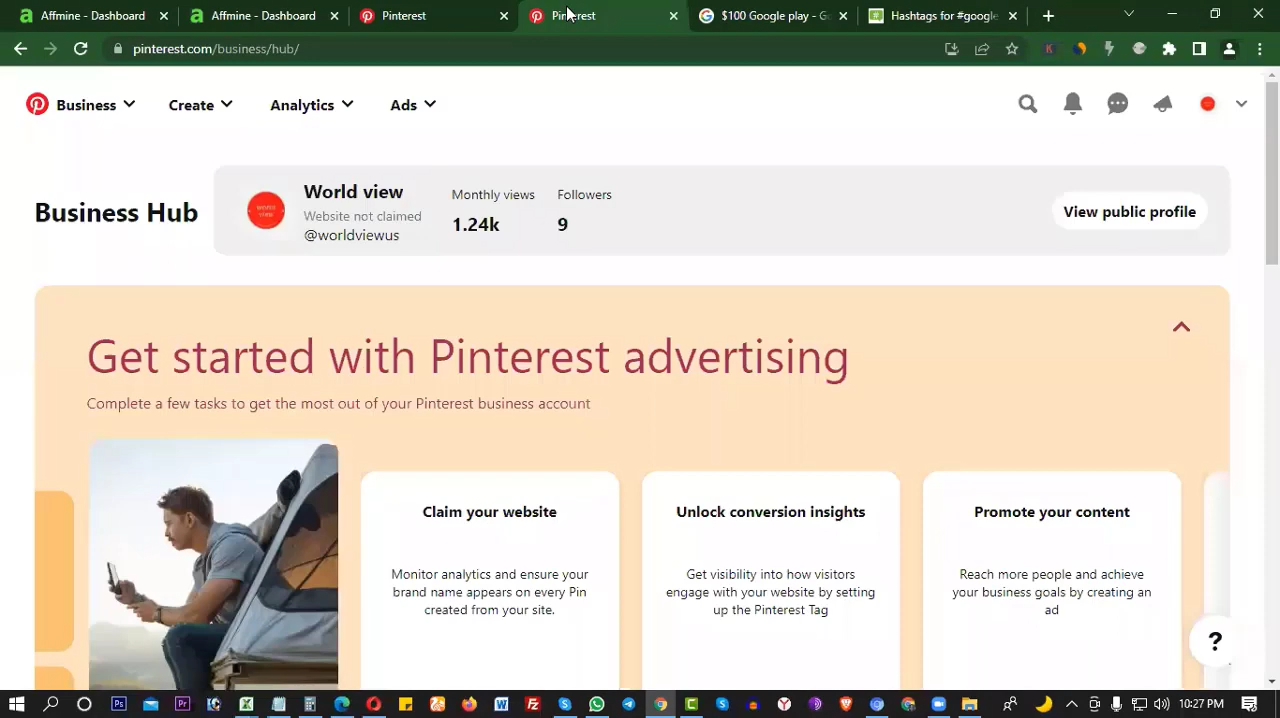 Affmine - Dashboard
Affmine - Dashboard
Pinterest
Pinterest
$100 Google play - Go
Hashtags for #google
pinterest.com/business/hub/
Business
Create
Analytics
Ads
Business Hub
World view
Website not claimed
@worldviewus
Monthly views
1.24k
Followers
9
View public profile
Get started with Pinterest advertising
Complete a few tasks to get the most out of your Pinterest business account
Claim your website
Monitor analytics and ensure your
brand name appears on every Pin
created from your site.
Unlock conversion insights
Get visibility into how visitors
engage with your website by setting
up the Pinterest Tag
Promote your content
Reach more people and achieve
your business goals by creating an
ad
?
10:27 PM